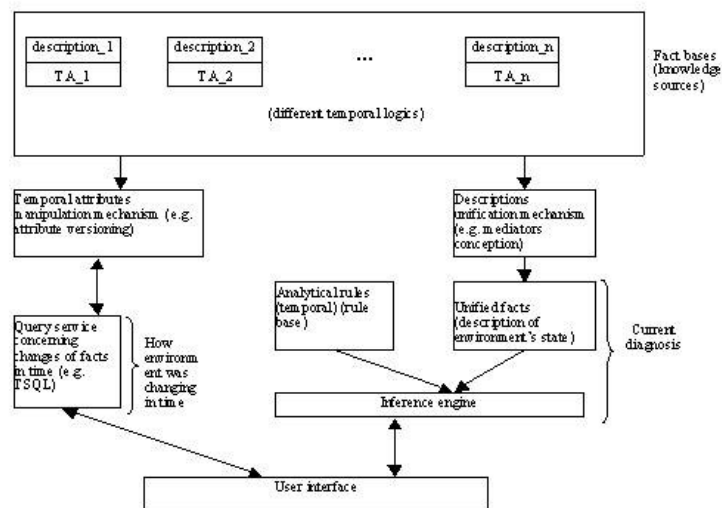 description_1
description_2
...
description_n
TA_1
TA_2
TA_n
(different temporal logics)
Fact bases
(knowledge
sources)
Temporal attributes
manipulation mechanism (e.g.
attribute versioning)
Descriptions
unification mechanism
(e.g. mediators
conception)
Analytical rules
(temporal) (rule
base)
Unified facts
(description of
environment's state)
Current
diagnosis
Query service
concerning
changes of facts
in time (e.g.
TSQL)
How
environm
ent was
changing
in time
Inference engine
User interface